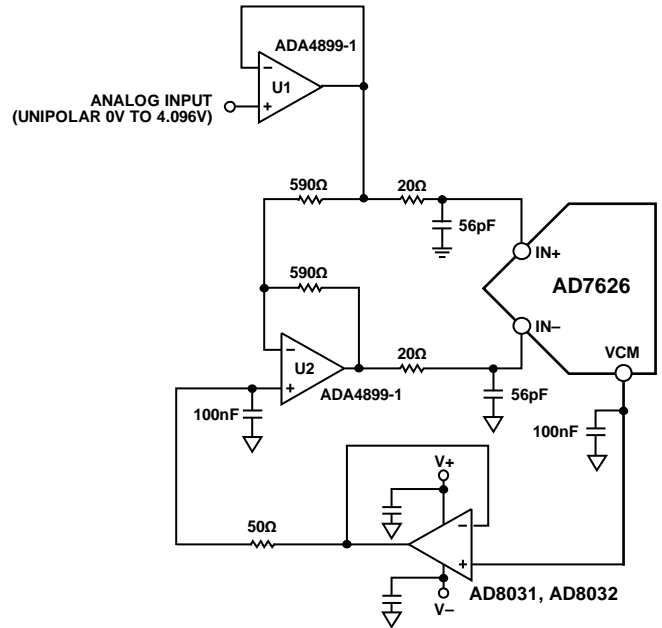 ADA4899-1
−
U1
+
ANALOG INPUT
(UNIPOLAR 0V TO 4.096V)
590Ω
20Ω
56pF
IN+
590Ω
AD7626
IN−
−
U2
+
20Ω
VCM
ADA4899-1
100nF
56pF
100nF
V+
50Ω
−
+
AD8031, AD8032
V−